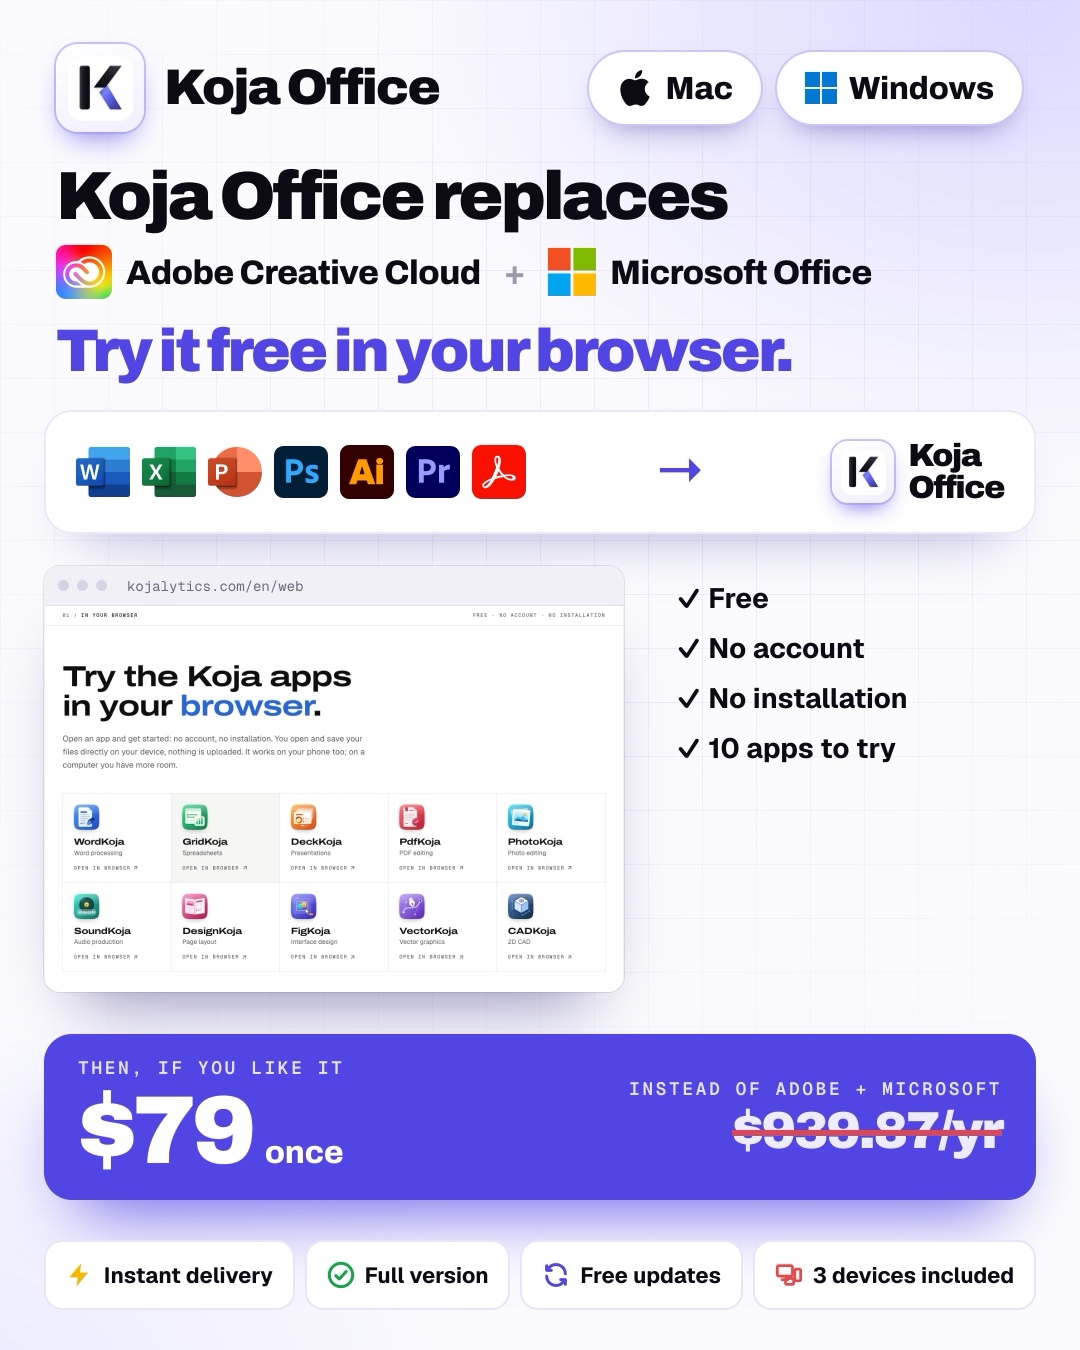 Koja Office
Mac
Windows
Koja Office replaces
Adobe Creative Cloud + Microsoft Office
Try it free in your browser.
W X P Ps Ai Pr
→
Koja
Office
kojalytics.com/en/web
01 / IN YOUR BROWSER
FREE · NO ACCOUNT · NO INSTALLATION
Try the Koja apps
in your browser.
Open an app and get started: no account, no installation. You open and save your
files directly on your device, nothing is uploaded. It works on your phone too; on a
computer you have more room.
WordKoja
Word processing
OPEN IN BROWSER ↗
GridKoja
Spreadsheets
OPEN IN BROWSER ↗
DeckKoja
Presentations
OPEN IN BROWSER ↗
PdfKoja
PDF editing
OPEN IN BROWSER ↗
PhotoKoja
Photo editing
OPEN IN BROWSER ↗
SoundKoja
Audio production
OPEN IN BROWSER ↗
DesignKoja
Page layout
OPEN IN BROWSER ↗
FigKoja
Interface design
OPEN IN BROWSER ↗
VectorKoja
Vector graphics
OPEN IN BROWSER ↗
CADKoja
2D CAD
OPEN IN BROWSER ↗
✓ Free
✓ No account
✓ No installation
✓ 10 apps to try
THEN, IF YOU LIKE IT
$79 once
INSTEAD OF ADOBE + MICROSOFT
$939.87/yr
Instant delivery
Full version
Free updates
3 devices included